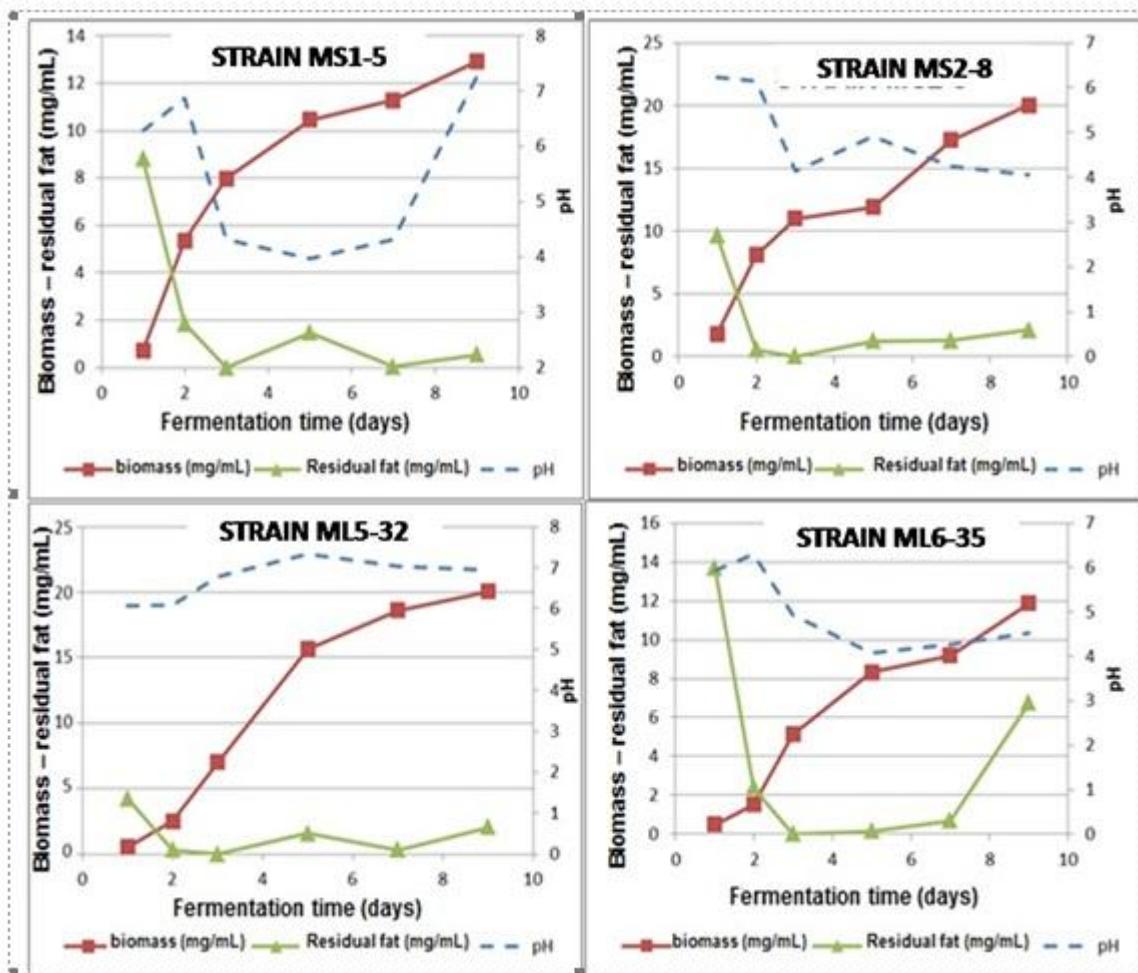 STRAIN MS1-5
Biomass – residual fat (mg/mL)
14
12
10
8
6
4
2
0
8
7
6
5
4
3
2
pH
0 2 4 6 8 10
Fermentation time (days)
biomass (mg/mL) Residual fat (mg/mL) pH
STRAIN MS2-8
Biomass – residual fat (mg/mL)
25
20
15
10
5
0
7
6
5
4
3
2
1
0
pH
0 2 4 6 8 10
Fermentation time (days)
biomass (mg/mL) Residual fat (mg/mL) pH
STRAIN ML5-32
Biomass – residual fat (mg/mL)
25
20
15
10
5
0
8
7
6
5
4
3
2
1
0
pH
0 2 4 6 8 10
Fermentation time (days)
biomass (mg/mL) Residual fat (mg/mL) pH
STRAIN ML6-35
Biomass – residual fat (mg/mL)
16
14
12
10
8
6
4
2
0
7
6
5
4
3
2
1
0
pH
0 2 4 6 8 10
Fermentation time (days)
biomass (mg/mL) Residual fat (mg/mL) pH